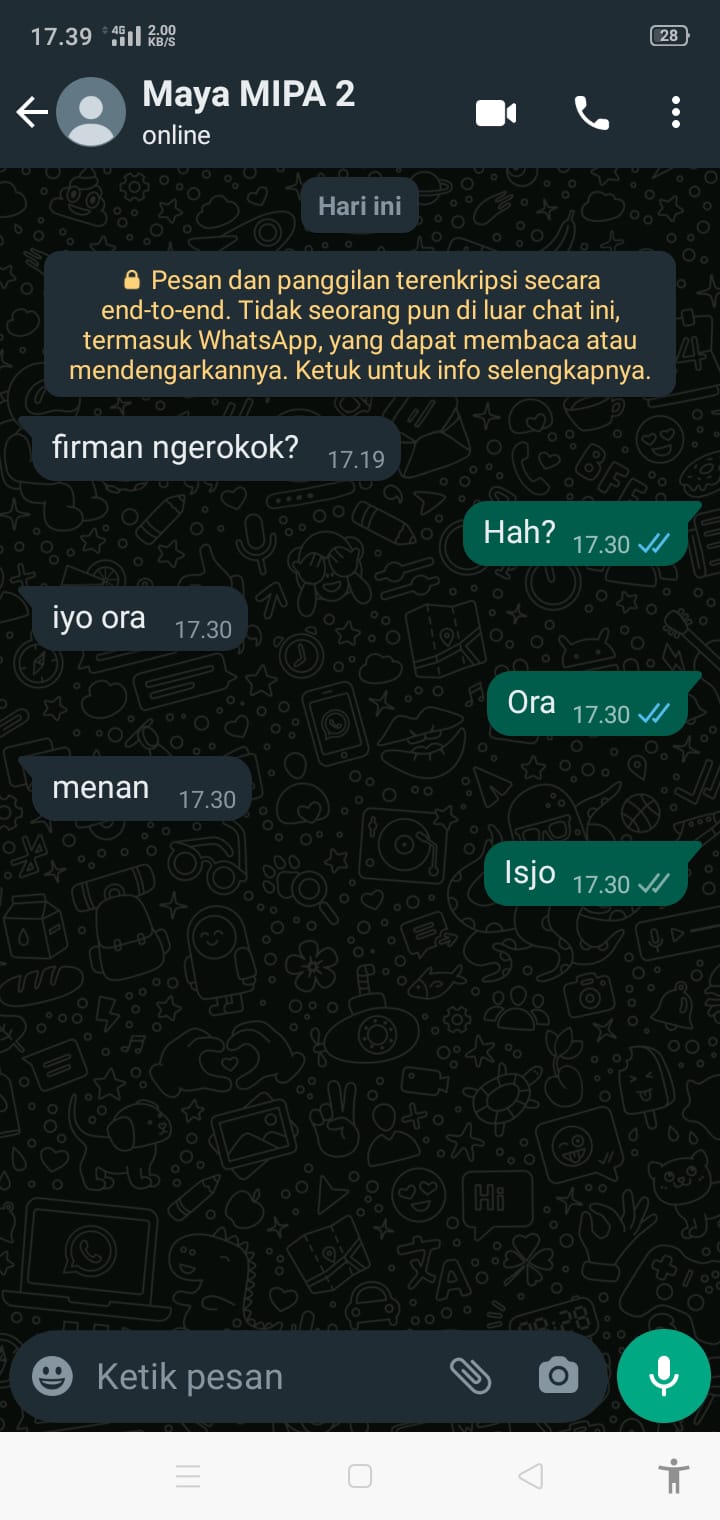 17.39 4G 2.00 KB/S 28
Maya MIPA 2
online
Hari ini
Pesan dan panggilan terenkripsi secara
end-to-end. Tidak seorang pun di luar chat ini,
termasuk WhatsApp, yang dapat membaca atau
mendengarkannya. Ketuk untuk info selengkapnya.
firman ngerokok? 17.19
Hah? 17.30
iyo ora 17.30
Ora 17.30
menan 17.30
Isjo 17.30
Ketik pesan